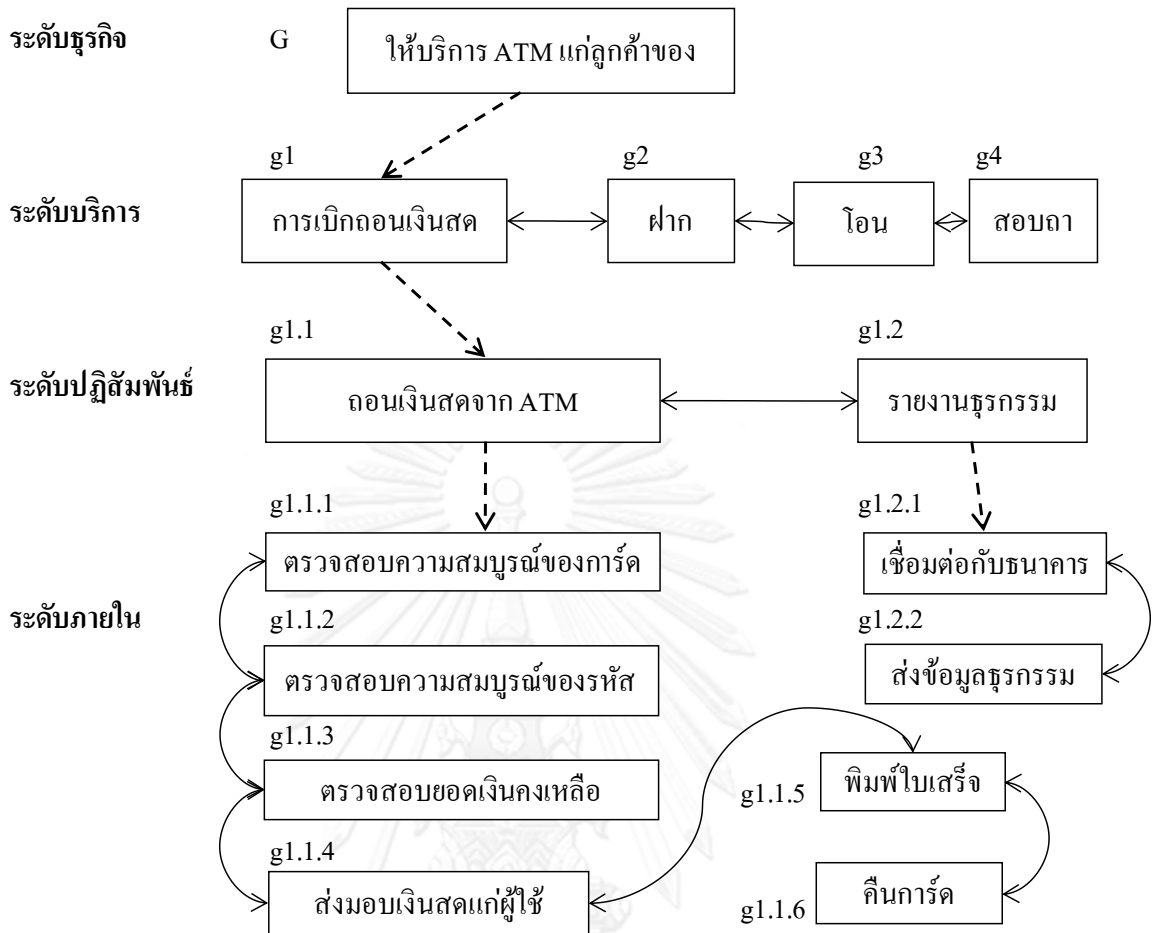 ระดับธุรกิจ
G
ให้บริการ ATM แก่ลูกค้าของ
g1
g2
g3
g4
ระดับบริการ
การเบิกถอนเงินสด
ฝาก
โอน
สอบถา
g1.1
g1.2
ระดับปฏิสัมพันธ์
ถอนเงินสดจาก ATM
รายงานธุรกรรม
g1.1.1
g1.2.1
ตรวจสอบความสมบูรณ์ของการ์ด
เชื่อมต่อกับธนาคาร
ระดับภายใน
g1.1.2
g1.2.2
ตรวจสอบความสมบูรณ์ของรหัส
ส่งข้อมูลธุรกรรม
g1.1.3
ตรวจสอบยอดเงินคงเหลือ
g1.1.5
พิมพ์ใบเสร็จ
g1.1.4
ส่งมอบเงินสดแก่ผู้ใช้
g1.1.6
คืนการ์ด